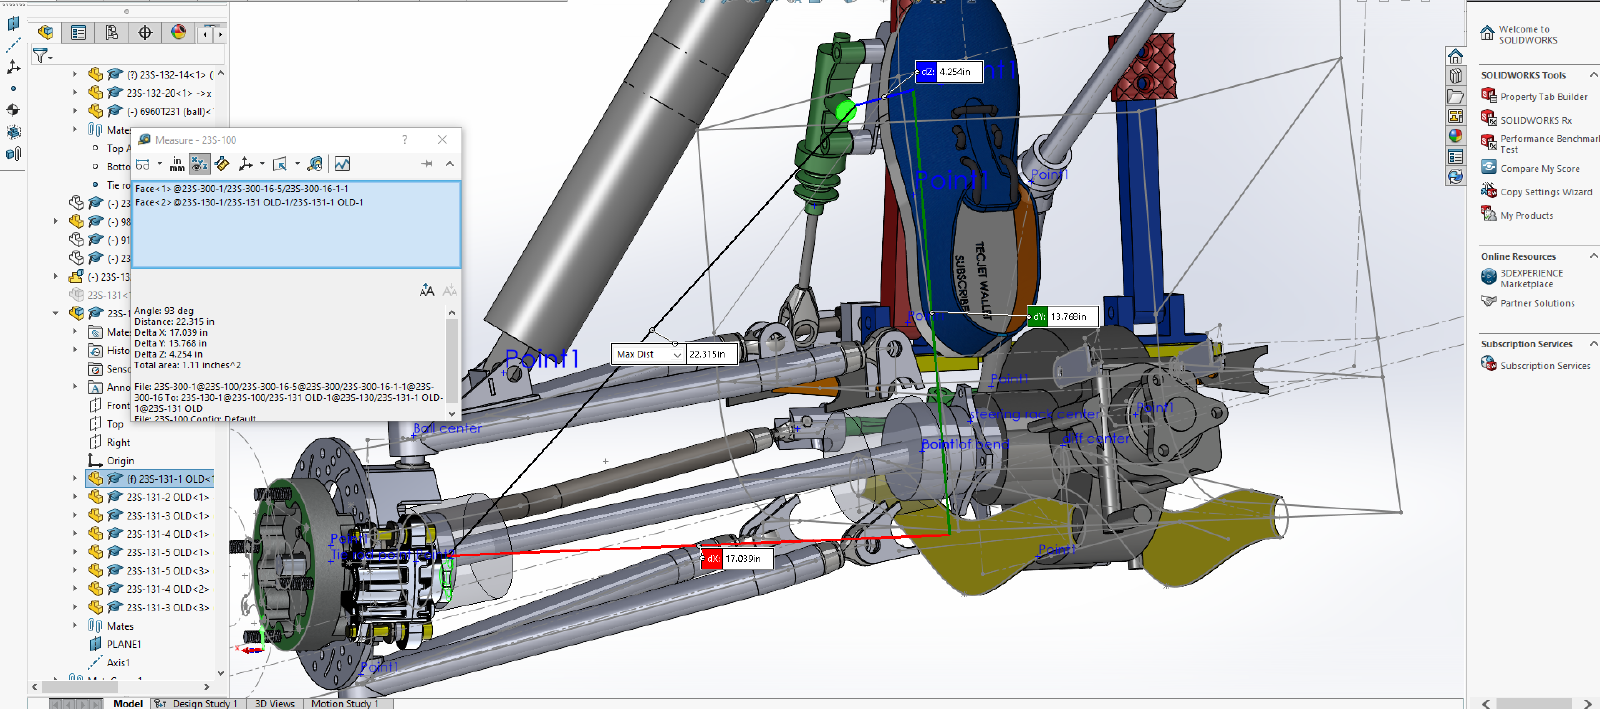 (?) 23S-132-14<1> (
23S-132-20<1> ->x
(-) 6960T231 (ball)<
Mate
Top A
Botto
Tie ro
(-) 23
(-) 98
(-) 91
(-) 23
(-) 23S-13
23S-131<
23S-1
Mate
Histo
Senso
Anno
Front
Top
Right
Origin
(f) 23S-131-1 OLD<1
23S-131-2 OLD<1>
23S-131-3 OLD<1>
23S-131-4 OLD<1>
23S-131-5 OLD<1>
23S-131-5 OLD<3>
23S-131-4 OLD<2>
23S-131-3 OLD<3>
Mates
PLANE1
Axis1
Measure - 23S-100
?
in
mm
Face<1> @23S-300-1/23S-300-16-5/23S-300-16-1-1
Face<2> @23S-130-1/23S-131 OLD-1/23S-131-1 OLD-1
Angle: 93 deg
Distance: 22.315 in
Delta X: 17.039 in
Delta Y: 13.768 in
Delta Z: 4.254 in
Total area: 1.11 inches^2
File: 23S-300-1@23S-100/23S-300-16-5@23S-300/23S-300-16-1-1@23S-
300-16 To: 23S-130-1@23S-100/23S-131 OLD-1@23S-130/23S-131-1 OLD-
1@23S-131 OLD
File: 23S-100 Config: Default
dZ: 4.254in
Point1
Point1
TECJET WALLET
SUBSCRIBE
dY: 13.768in
Max Dist 22.315in
Point1
Point1
steering rack center
Point1
Point of bend
diff center
Ball center
dX: 17.039in
Point1
Point1
Model
Design Study 1
3D Views
Motion Study 1
Welcome to
SOLIDWORKS
SOLIDWORKS Tools
Property Tab Builder
SOLIDWORKS Rx
Performance Benchmar
Test
Compare My Score
Copy Settings Wizard
My Products
Online Resources
3DEXPERIENCE
Marketplace
Partner Solutions
Subscription Services
Subscription Services